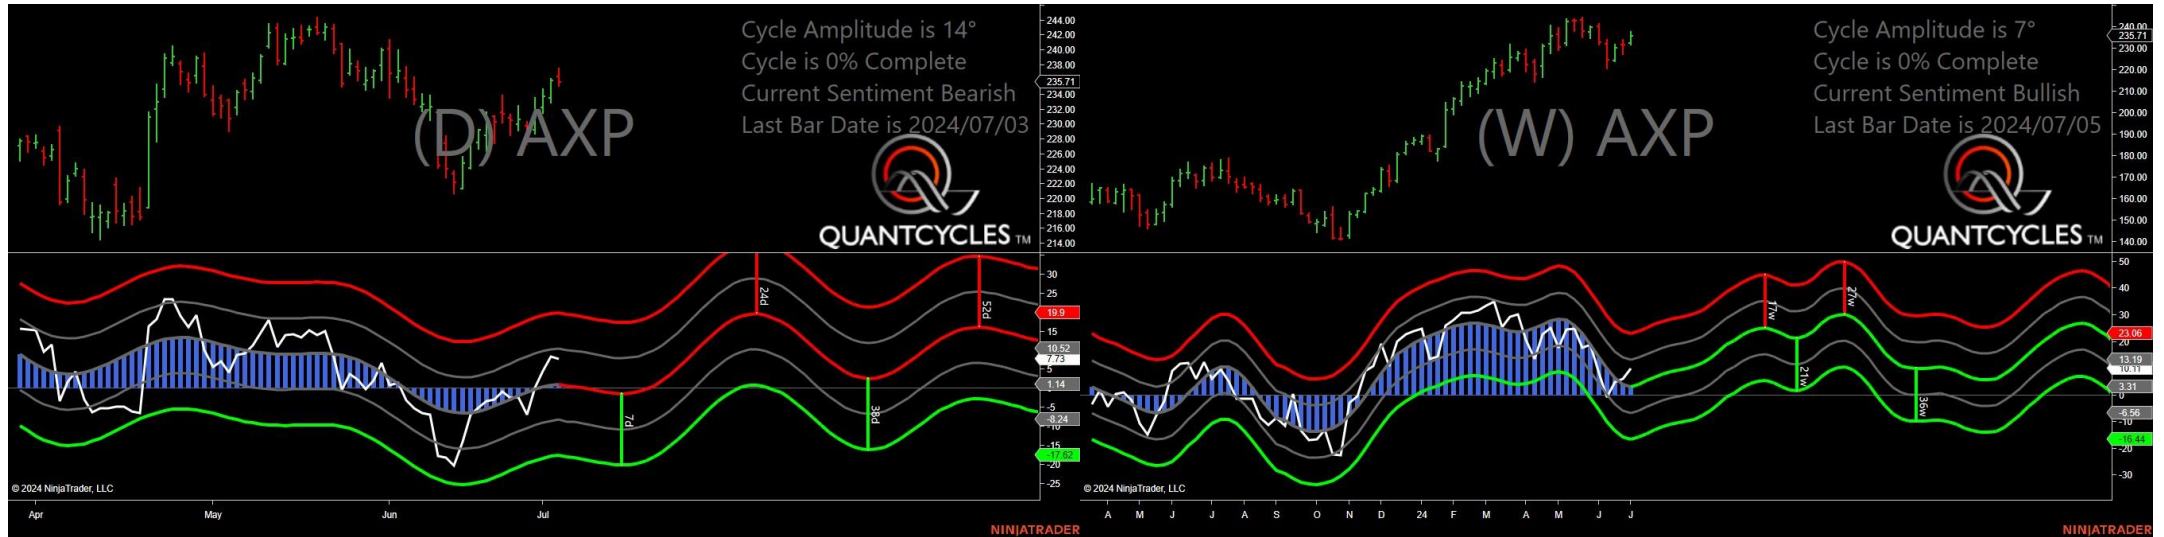 Cycle Amplitude is 14°
Cycle is 0% Complete
Current Sentiment Bearish
Last Bar Date is 2024/07/03
(D) AXP
QUANTCYCLES TM
244.00
242.00
240.00
238.00
235.71
234.00
232.00
230.00
228.00
226.00
224.00
222.00
220.00
218.00
216.00
214.00
24d
52d
7d
38d
30
25
19.9
15
10.52
7.73
5
1.14
-5
-8.24
-10
-15
-17.62
-20
-25
© 2024 NinjaTrader, LLC
Apr May Jun Jul
NINJATRADER
Cycle Amplitude is 7°
Cycle is 0% Complete
Current Sentiment Bullish
Last Bar Date is 2024/07/05
(W) AXP
QUANTCYCLES TM
240.00
235.71
230.00
220.00
210.00
200.00
190.00
180.00
170.00
160.00
150.00
140.00
17w
27w
21w
36w
50
40
30
23.06
20
13.19
10.11
3.31
0
-6.56
-10
-16.44
-20
-30
© 2024 NinjaTrader, LLC
A M J J A S O N D 24 F M A M J J
NINJATRADER